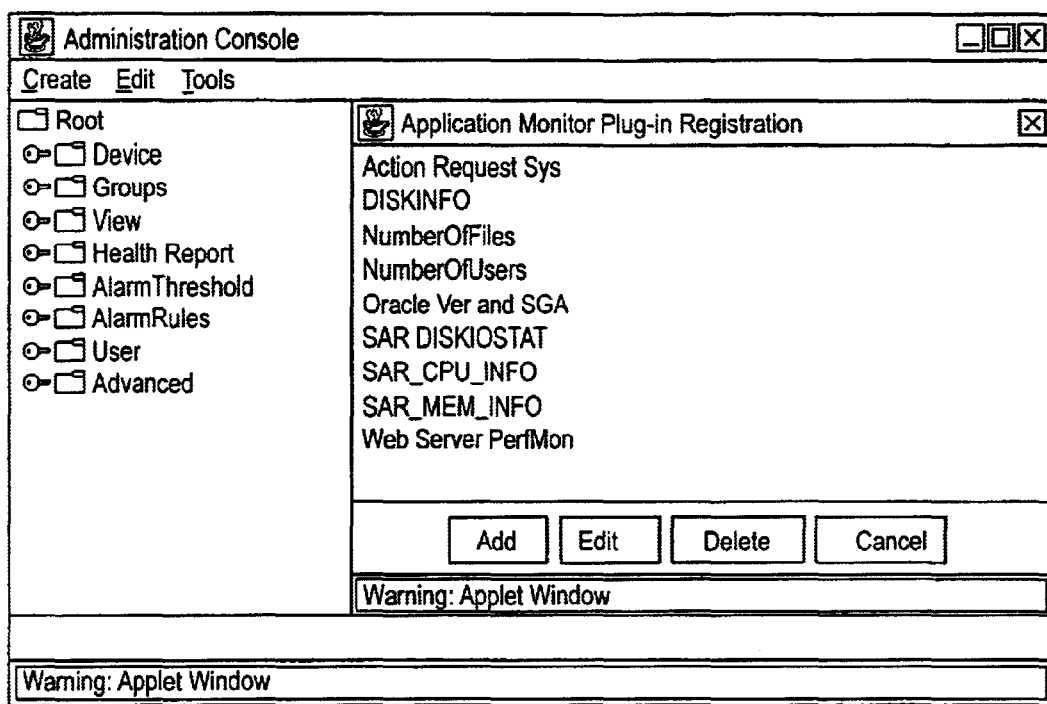 Administration Console
Create Edit Tools
Root
Device
Groups
View
Health Report
AlarmThreshold
AlarmRules
User
Advanced
Application Monitor Plug-in Registration
Action Request Sys
DISKINFO
NumberOfFiles
NumberOfUsers
Oracle Ver and SGA
SAR DISKIOSTAT
SAR_CPU_INFO
SAR_MEM_INFO
Web Server PerfMon
Add Edit Delete Cancel
Warning: Applet Window
Warning: Applet Window